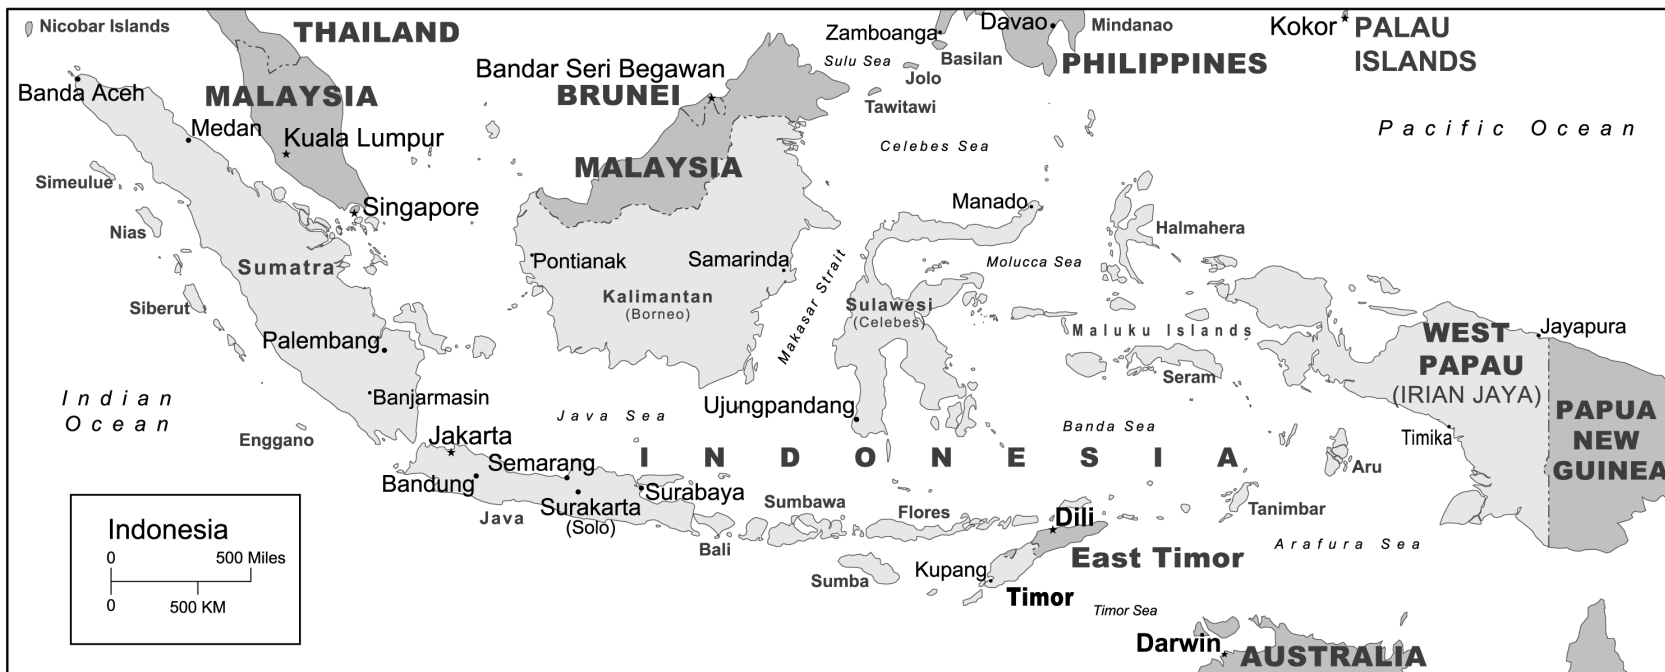 Nicobar Islands
THAILAND
Zamboanga
Davao
Mindanao
Kokor
PALAU
ISLANDS
Sulu Sea
Basilan
PHILIPPINES
Jolo
Tawitawi
Bandar Seri Begawan
BRUNEI
Banda Aceh
MALAYSIA
Medan
Kuala Lumpur
Pacific Ocean
Celebes Sea
MALAYSIA
Simeulue
Singapore
Manado
Nias
Halmahera
Sumatra
Pontianak
Samarinda
Molucca Sea
Makasar Strait
Siberut
Kalimantan
(Borneo)
Sulawesi
(Celebes)
Maluku Islands
WEST
PAPAU
(IRIAN JAYA)
Jayapura
Palembang
Seram
Banjarmasin
Ujungpandang
Indian
Ocean
Java Sea
Banda Sea
PAPUA
NEW
GUINEA
Enggano
Jakarta
Timika
INDONESIA
Semarang
Aru
Bandung
Surabaya
Surakarta
(Solo)
Java
Sumbawa
Flores
Tanimbar
Dili
Bali
East Timor
Arafura Sea
Sumba
Kupang
Timor
Timor Sea
Darwin
AUSTRALIA
Indonesia
0 500 Miles
0 500 KM